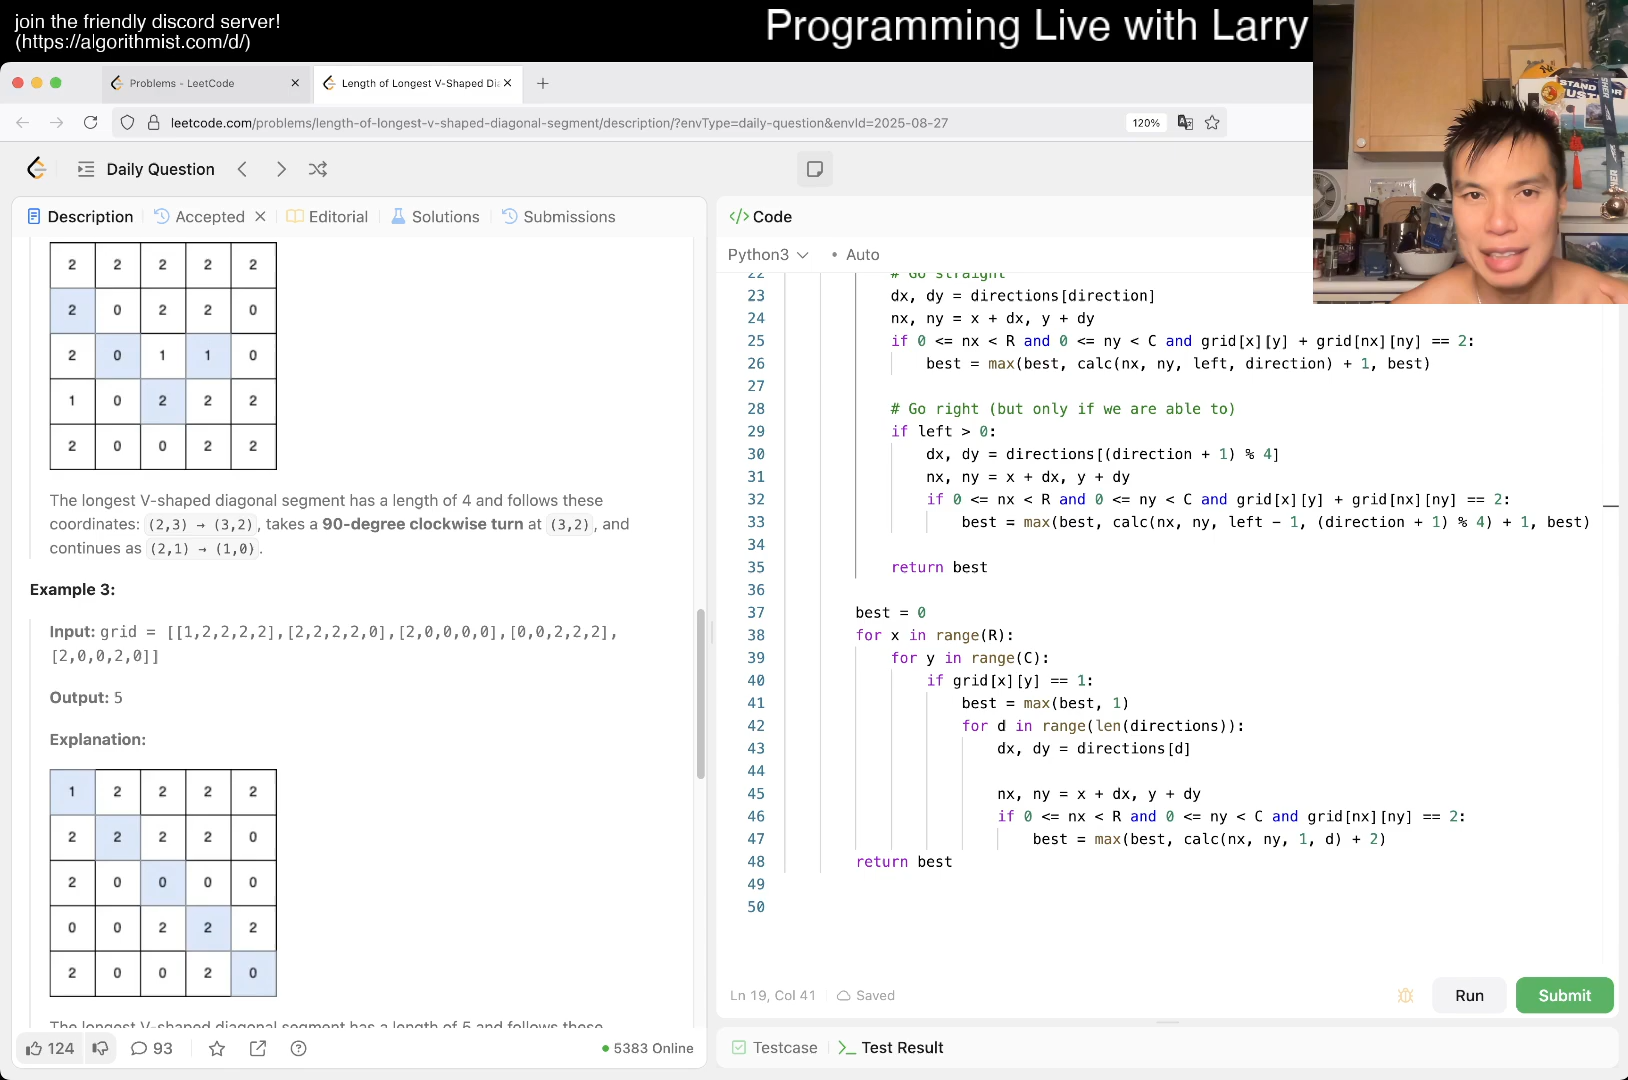 join the friendly discord server!
(https://algorithmist.com/d/)
Programming Live with Larry
Problems - LeetCode
Length of Longest V-Shaped Di
leetcode.com/problems/length-of-longest-v-shaped-diagonal-segment/description/?envType=daily-question&envId=2025-08-27
120%
Daily Question
Description
Accepted
Editorial
Solutions
Submissions
2 2 2 2 2
2 0 2 2 0
2 0 1 1 0
1 0 2 2 2
2 0 0 2 2
The longest V-shaped diagonal segment has a length of 4 and follows these
coordinates: (2,3) → (3,2), takes a 90-degree clockwise turn at (3,2), and
continues as (2,1) → (1,0).
Example 3:
Input: grid = [[1,2,2,2,2],[2,2,2,2,0],[2,0,0,0,0],[0,0,2,2,2],
[2,0,0,2,0]]
Output: 5
Explanation:
1 2 2 2 2
2 2 2 2 0
2 0 0 0 0
0 0 2 2 2
2 0 0 2 0
The longest V-shaped diagonal segment has a length of 5 and follows these
124
93
5383 Online
</> Code
Python3
• Auto
22 # Go straight
23 dx, dy = directions[direction]
24 nx, ny = x + dx, y + dy
25 if 0 <= nx < R and 0 <= ny < C and grid[x][y] + grid[nx][ny] == 2:
26 best = max(best, calc(nx, ny, left, direction) + 1, best)
27
28 # Go right (but only if we are able to)
29 if left > 0:
30 dx, dy = directions[(direction + 1) % 4]
31 nx, ny = x + dx, y + dy
32 if 0 <= nx < R and 0 <= ny < C and grid[x][y] + grid[nx][ny] == 2:
33 best = max(best, calc(nx, ny, left - 1, (direction + 1) % 4) + 1, best)
34
35 return best
36
37 best = 0
38 for x in range(R):
39 for y in range(C):
40 if grid[x][y] == 1:
41 best = max(best, 1)
42 for d in range(len(directions)):
43 dx, dy = directions[d]
44
45 nx, ny = x + dx, y + dy
46 if 0 <= nx < R and 0 <= ny < C and grid[nx][ny] == 2:
47 best = max(best, calc(nx, ny, 1, d) + 2)
48 return best
49
50
Ln 19, Col 41
Saved
Run
Submit
Testcase
Test Result
STAND